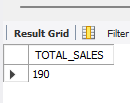 Result Grid Filter
TOTAL_SALES
190